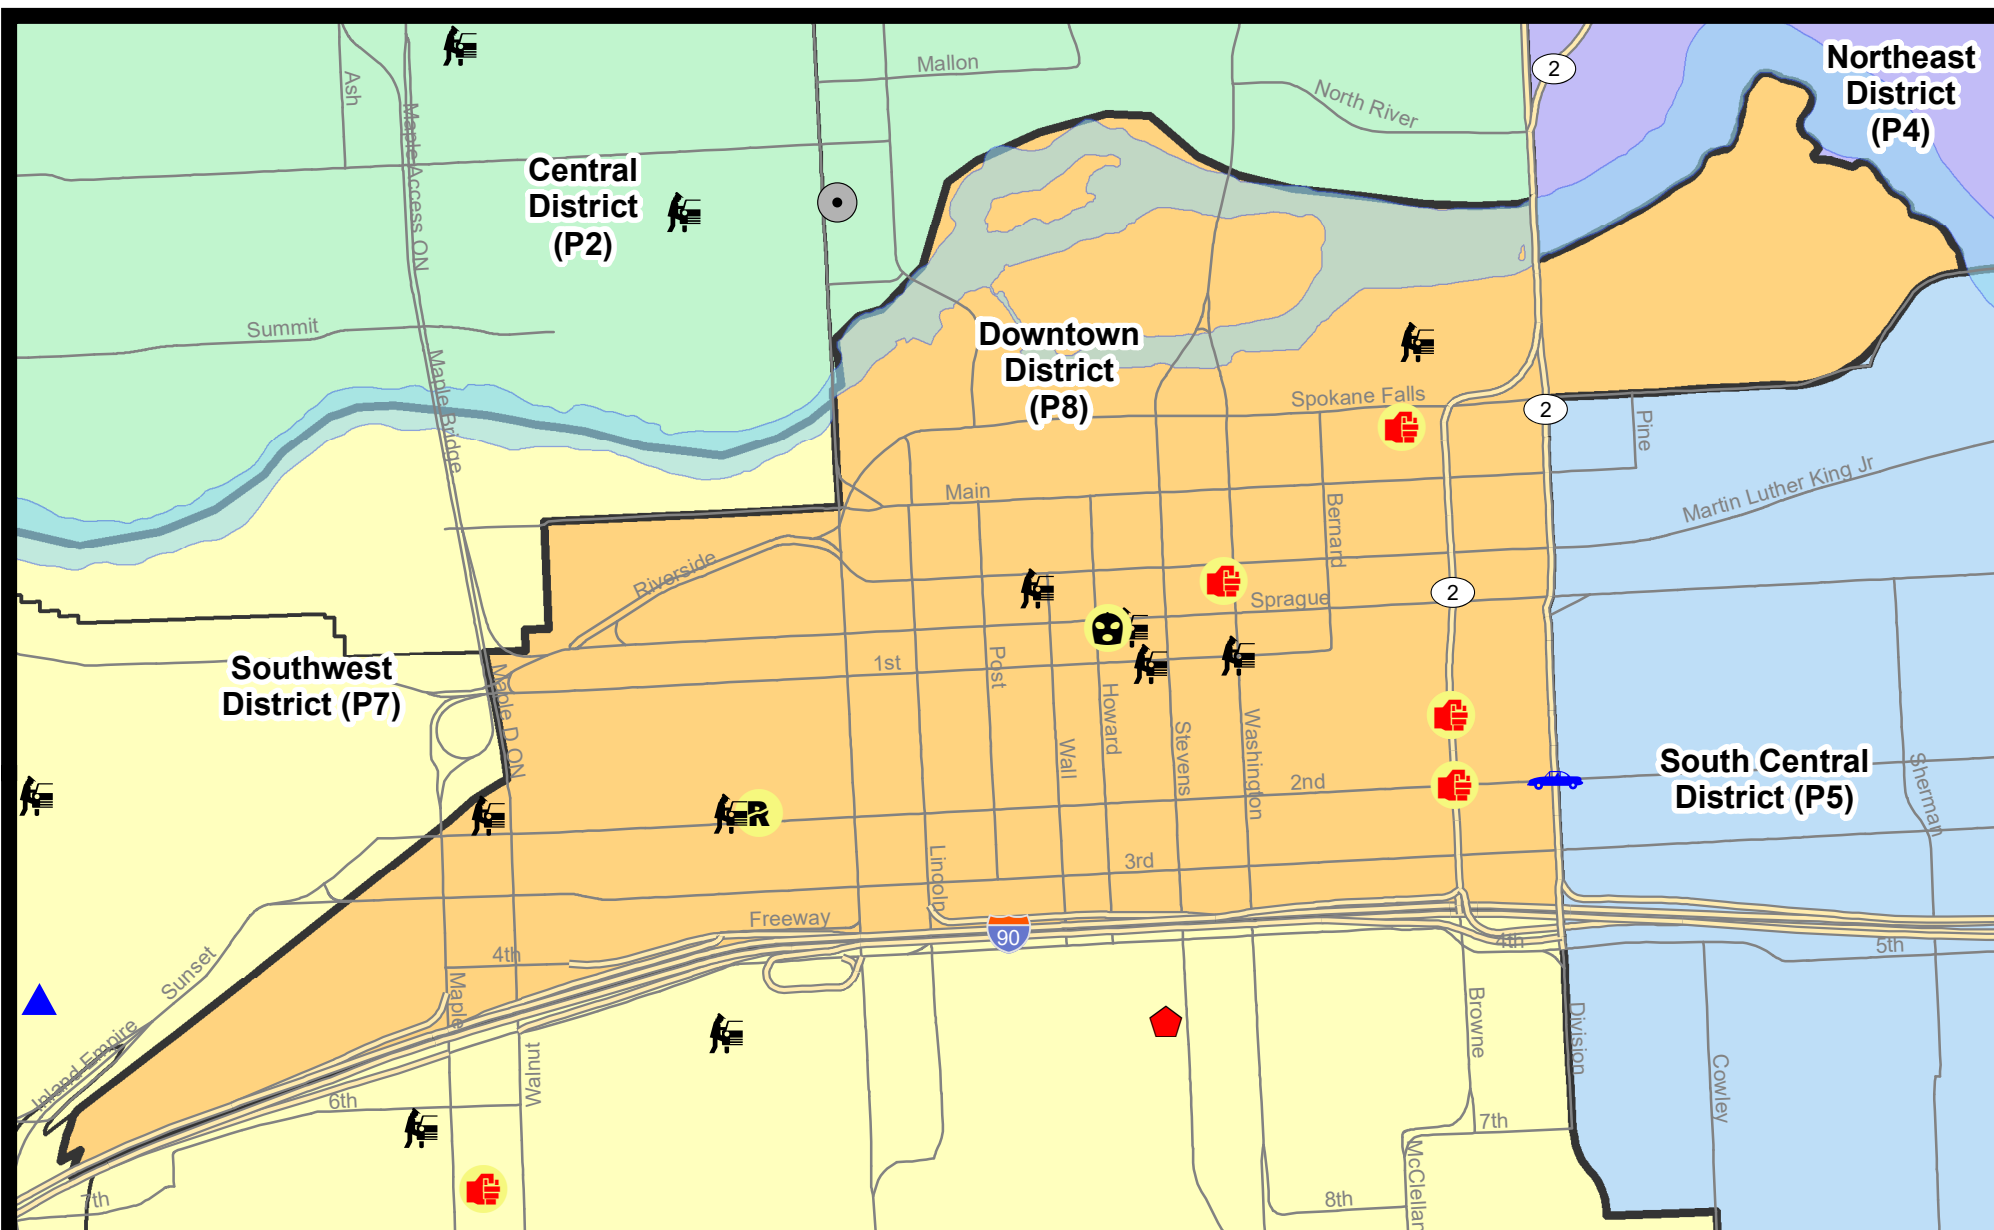 Northeast
District
(P4)
2
Mallon
North River
Ash
Maple Access ON
Central
District
(P2)
Summit
Downtown
District
(P8)
Maple Bridge
Spokane Falls
2
Pine
Main
Bernard
Martin Luther King Jr
Riverside
Sprague
2
Southwest
District (P7)
1st
Post
Maple D ON
Howard
Wall
Stevens
Washington
2nd
South Central
District (P5)
Sherman
R
3rd
Lincoln
Freeway
90
4th
4th
5th
Sunset
Maple
Browne
Division
Inland Empire
Walnut
Cowley
6th
7th
McClellan
7th
8th